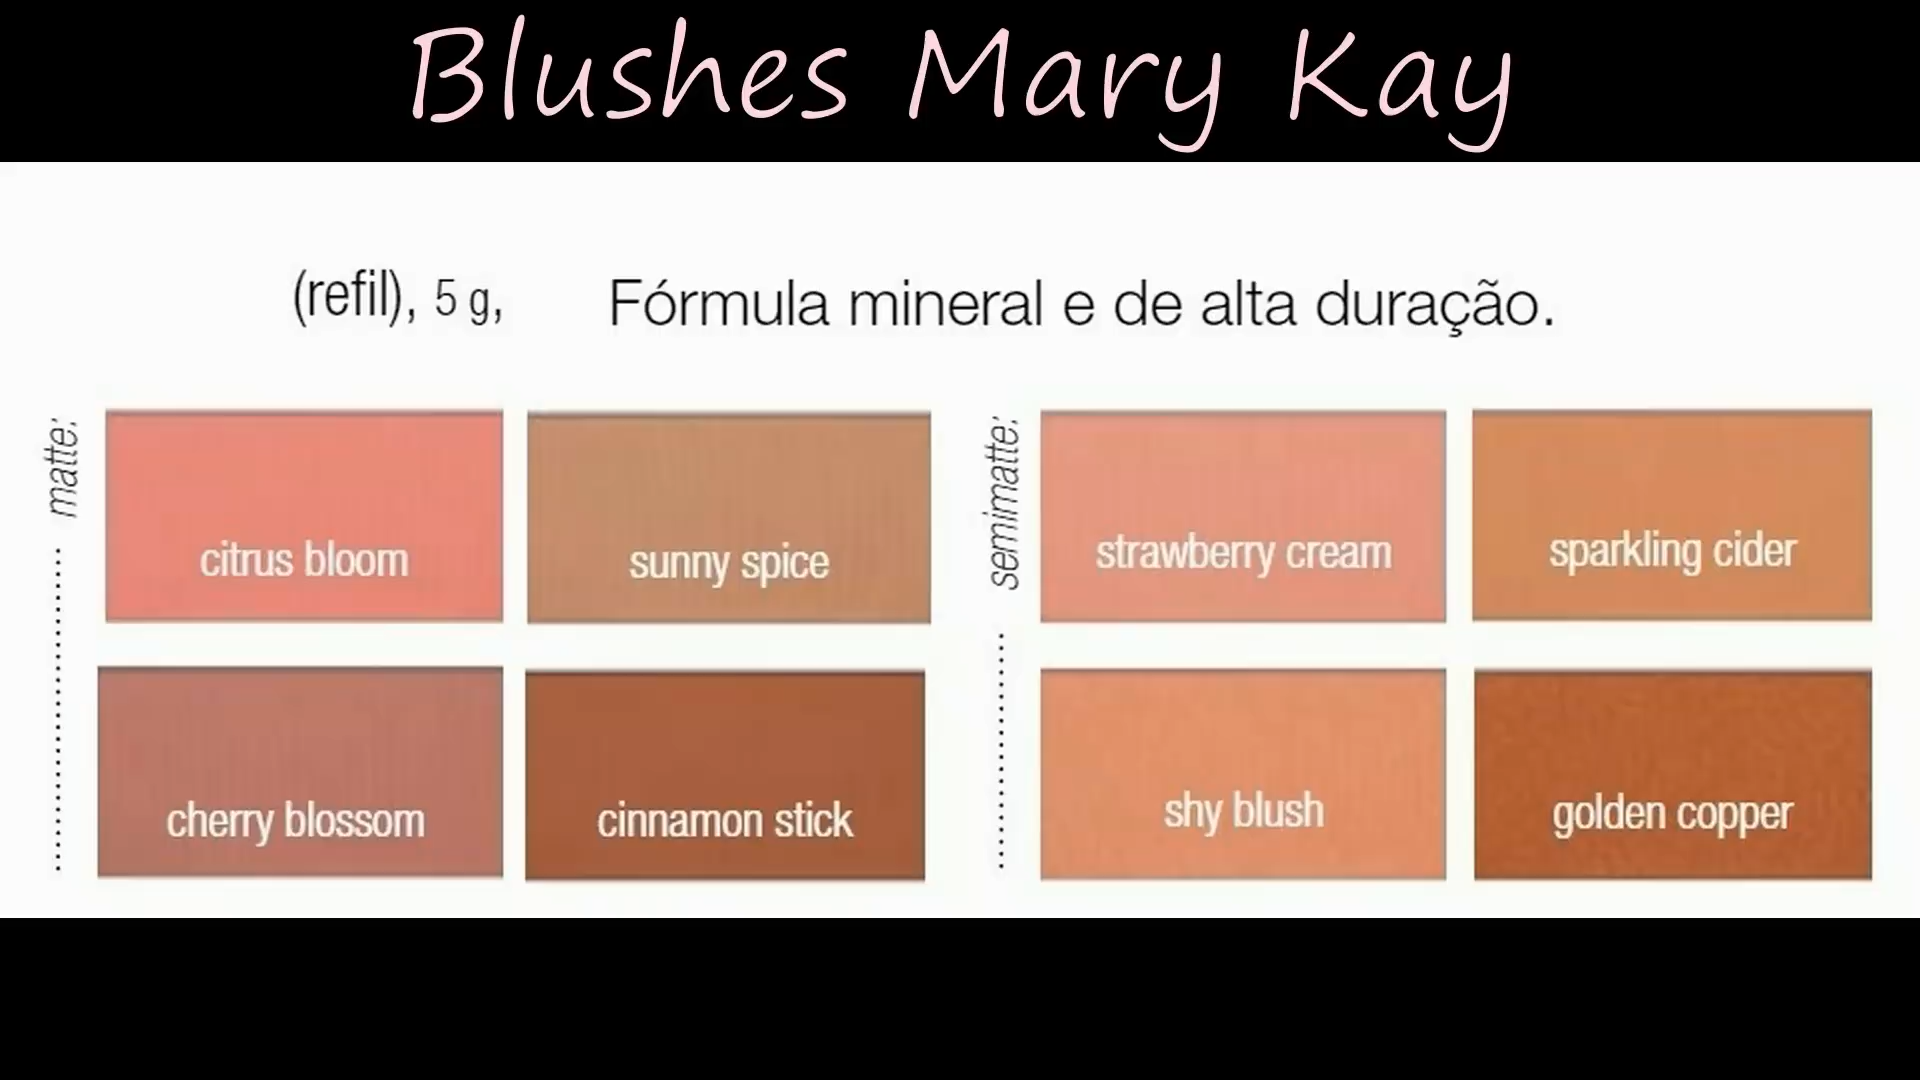 Blushes Mary Kay
(refil), 5 g,
Fórmula mineral e de alta duração.
matte:
citrus bloom
sunny spice
cherry blossom
cinnamon stick
semimatte:
strawberry cream
sparkling cider
shy blush
golden copper